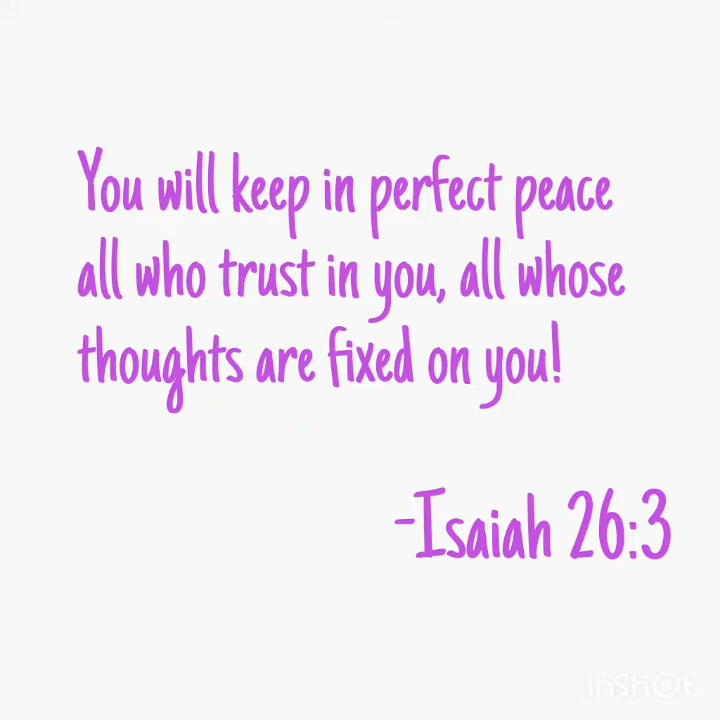 You will keep in perfect peace
all who trust in you, all whose
thoughts are fixed on you!
-Isaiah 26:3
InShOt